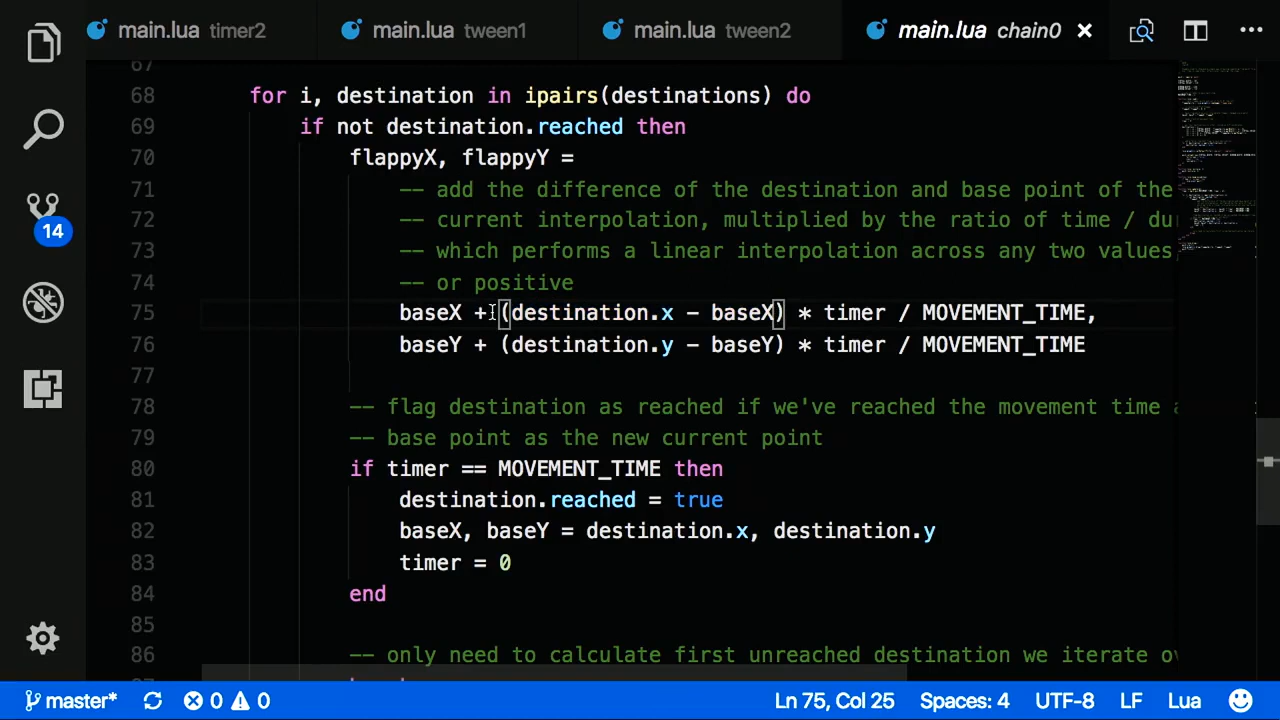 main.lua timer2
main.lua tween1
main.lua tween2
main.lua chain0
67
68 for i, destination in ipairs(destinations) do
69 if not destination.reached then
70 flappyX, flappyY =
71 -- add the difference of the destination and base point of the
72 -- current interpolation, multiplied by the ratio of time / du
73 -- which performs a linear interpolation across any two values
74 -- or positive
75 baseX + (destination.x - baseX) * timer / MOVEMENT_TIME,
76 baseY + (destination.y - baseY) * timer / MOVEMENT_TIME
77
78 -- flag destination as reached if we've reached the movement time a
79 -- base point as the new current point
80 if timer == MOVEMENT_TIME then
81 destination.reached = true
82 baseX, baseY = destination.x, destination.y
83 timer = 0
84 end
85
86 -- only need to calculate first unreached destination we iterate ov
14
master* 0 0 Ln 75, Col 25 Spaces: 4 UTF-8 LF Lua